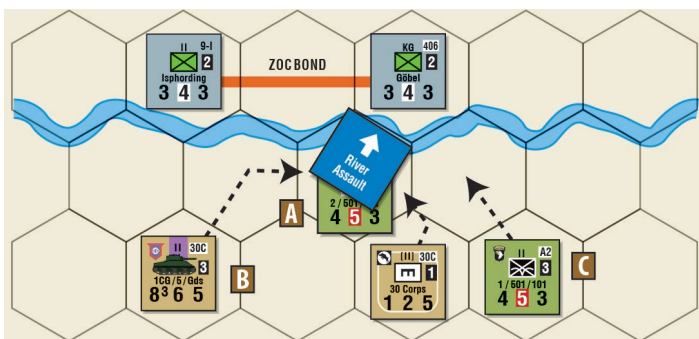 II 9-I
2
Isphording
3 4 3
ZOC BOND
KG 406
2
Göbel
3 4 3
River
Assault
2 / 501 /
4 5 3
A
II 30C
3
1CG / 5 / Gds
8³ 6 5
B
(II) 30C
E 1
30 Corps
1 2 5
II A2
3
1 / 501 / 101
4 5 3
C